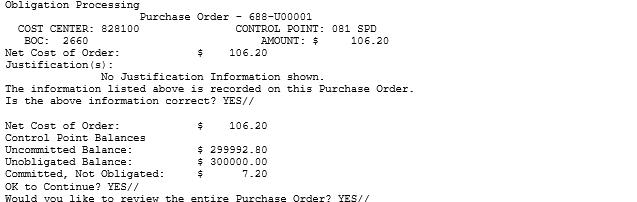 Obligation Processing
Purchase Order - 688-U00001
COST CENTER: 828100 CONTROL POINT: 081 SPD
BOC: 2660 AMOUNT: $ 106.20
Net Cost of Order: $ 106.20
Justification(s):
No Justification Information shown.
The information listed above is recorded on this Purchase Order.
Is the above information correct? YES//
Net Cost of Order: $ 106.20
Control Point Balances
Uncommitted Balance: $ 299992.80
Unobligated Balance: $ 300000.00
Committed, Not Obligated: $ 7.20
OK to Continue? YES//
Would you like to review the entire Purchase Order? YES//